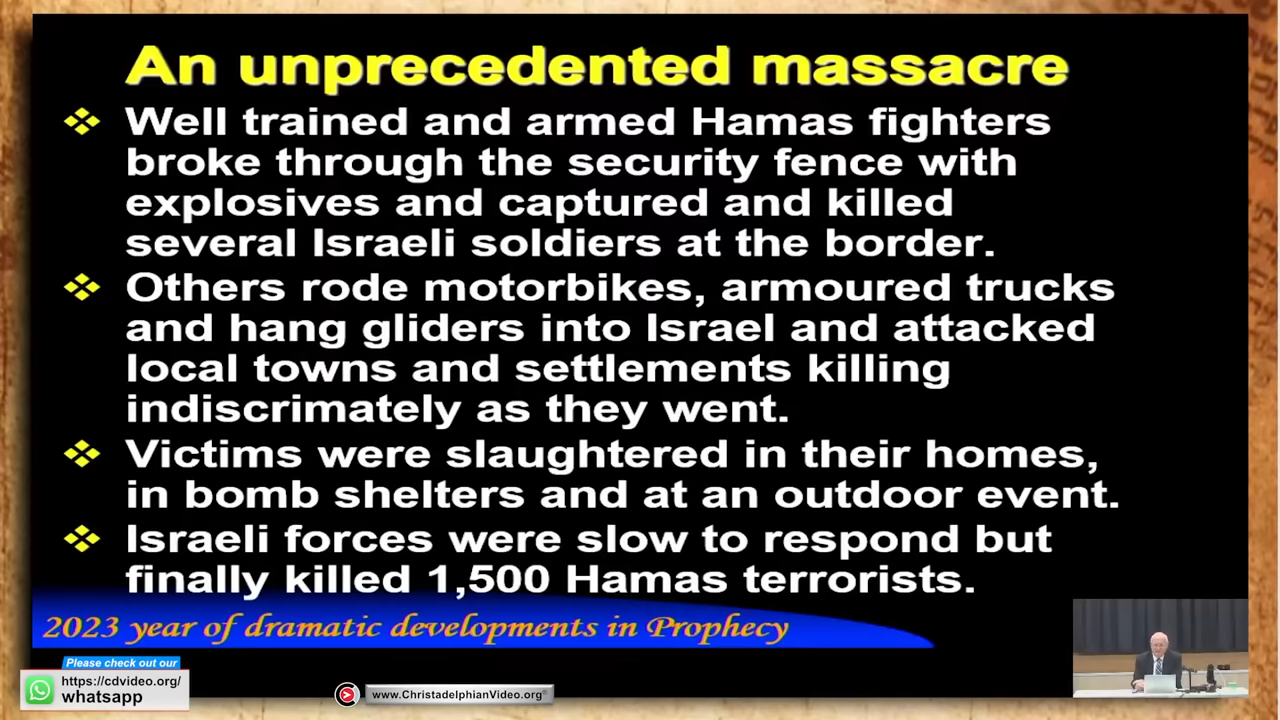 An unprecedented massacre
Well trained and armed Hamas fighters
broke through the security fence with
explosives and captured and killed
several Israeli soldiers at the border.
Others rode motorbikes, armoured trucks
and hang gliders into Israel and attacked
local towns and settlements killing
indiscrimately as they went.
Victims were slaughtered in their homes,
in bomb shelters and at an outdoor event.
Israeli forces were slow to respond but
finally killed 1,500 Hamas terrorists.
2023 year of dramatic developments in Prophecy
Please check out our
https://cdvideo.org/
whatsapp
www.ChristadelphianVideo.org